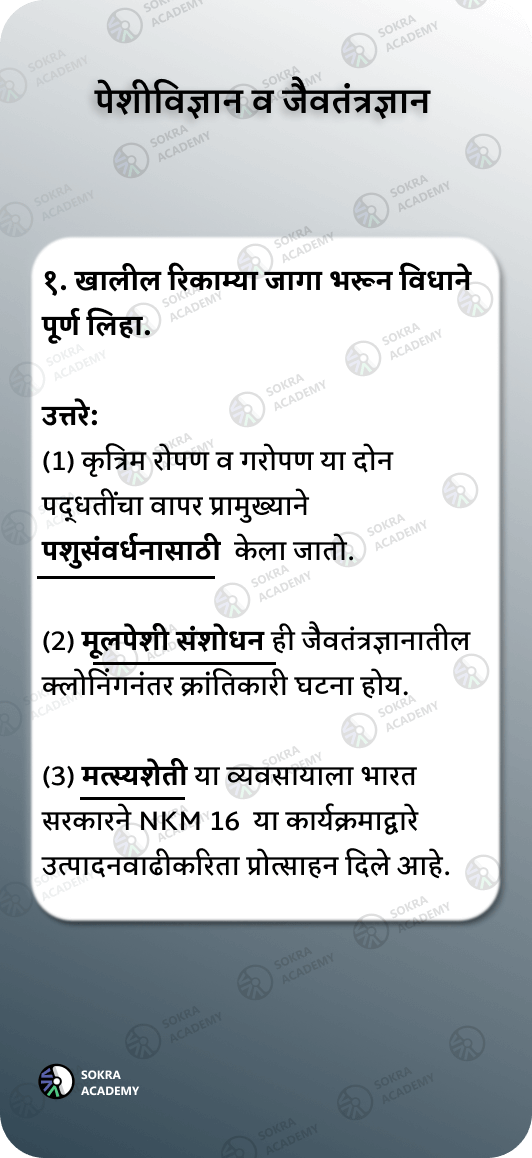 पेशीविज्ञान व जैवतंत्रज्ञान
१. खालील रिकाम्या जागा भरून विधाने
पूर्ण लिहा.
उत्तरे:
(1) कृत्रिम रोपण व गरोपण या दोन
पद्धतींचा वापर प्रामुख्याने
पशुसंवर्धनासाठी केला जातो.
(2) मूलपेशी संशोधन ही जैवतंत्रज्ञानातील
क्लोनिंगनंतर क्रांतिकारी घटना होय.
(3) मत्स्यशेती या व्यवसायाला भारत
सरकारने NKM 16 या कार्यक्रमाद्वारे
उत्पादनवाढीकरिता प्रोत्साहन दिले आहे.
SOKRA
ACADEMY